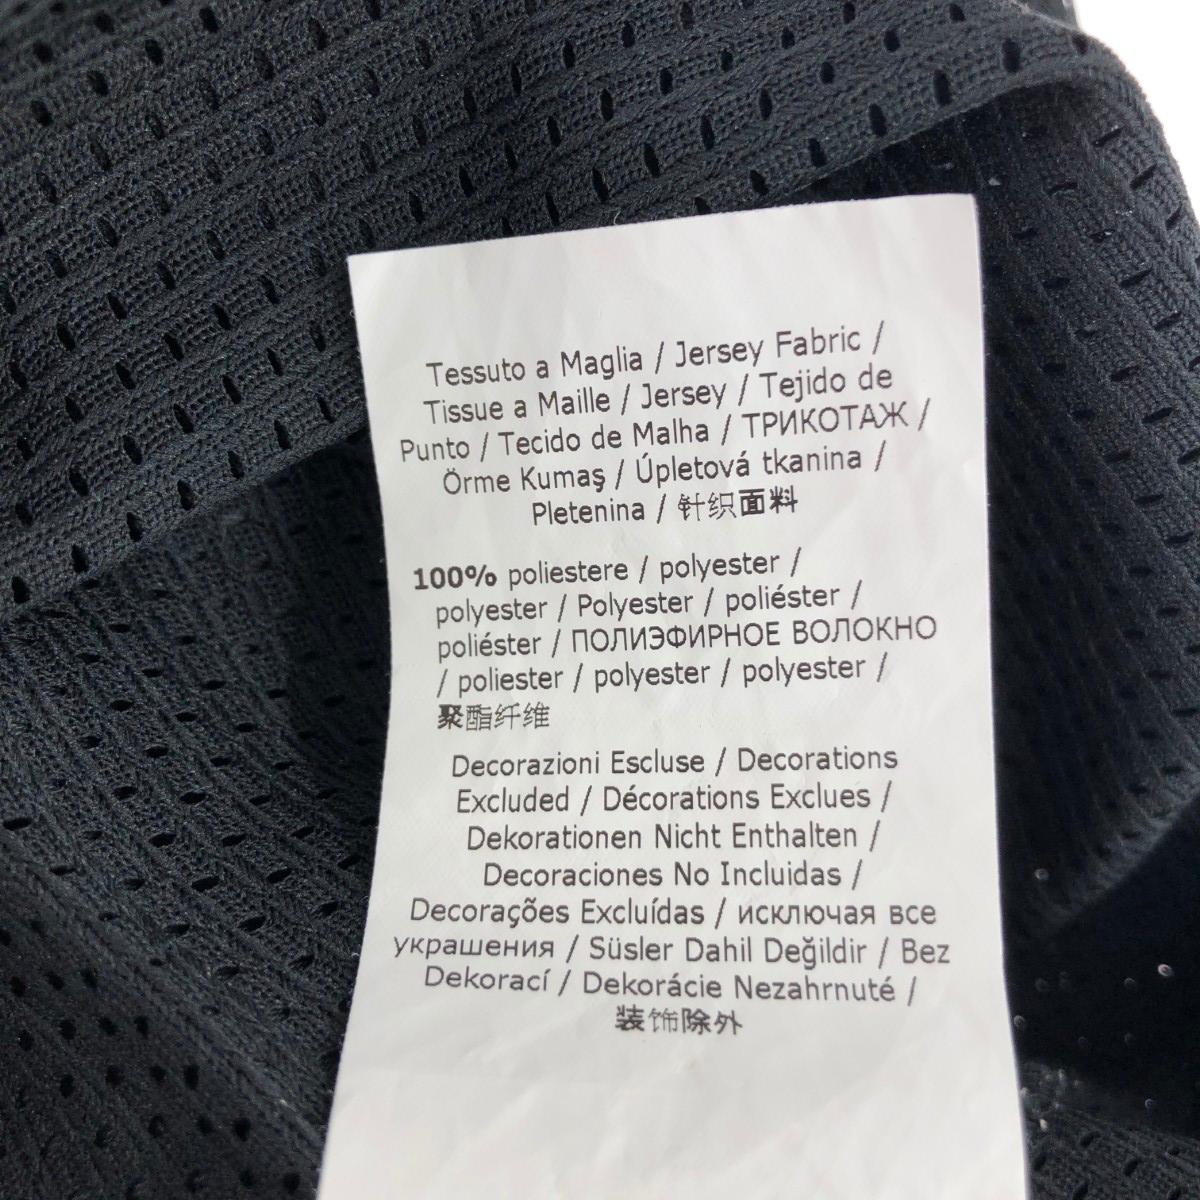 Tessuto a Maglia / Jersey Fabric /
Tissue a Maille / Jersey / Tejido de
Punto / Tecido de Malha / ТРИКОТАЖ /
Örme Kumaş / Úpletová tkanina /
Pletenina / 针织面料
100% poliestere / polyester /
polyester / Polyester / poliéster /
poliéster / ПОЛИЭФИРНОЕ ВОЛОКНО
/ poliester / polyester / polyester /
聚酯纤维
Decorazioni Escluse / Decorations
Excluded / Décorations Exclues /
Dekorationen Nicht Enthalten /
Decoraciones No Incluidas /
Decorações Excluídas / исключая все
украшения / Süsler Dahil Değildir / Bez
Dekorací / Dekorácie Nezahrnuté /
装饰除外